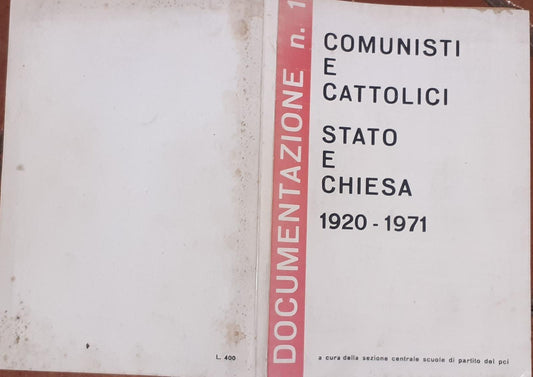 COMUNISTI
E
CATTOLICI
STATO
E
CHIESA
1920 - 1971
a cura della sezione centrale scuole di partito del pci
DOCUMENTAZIONE n. 1
L. 400